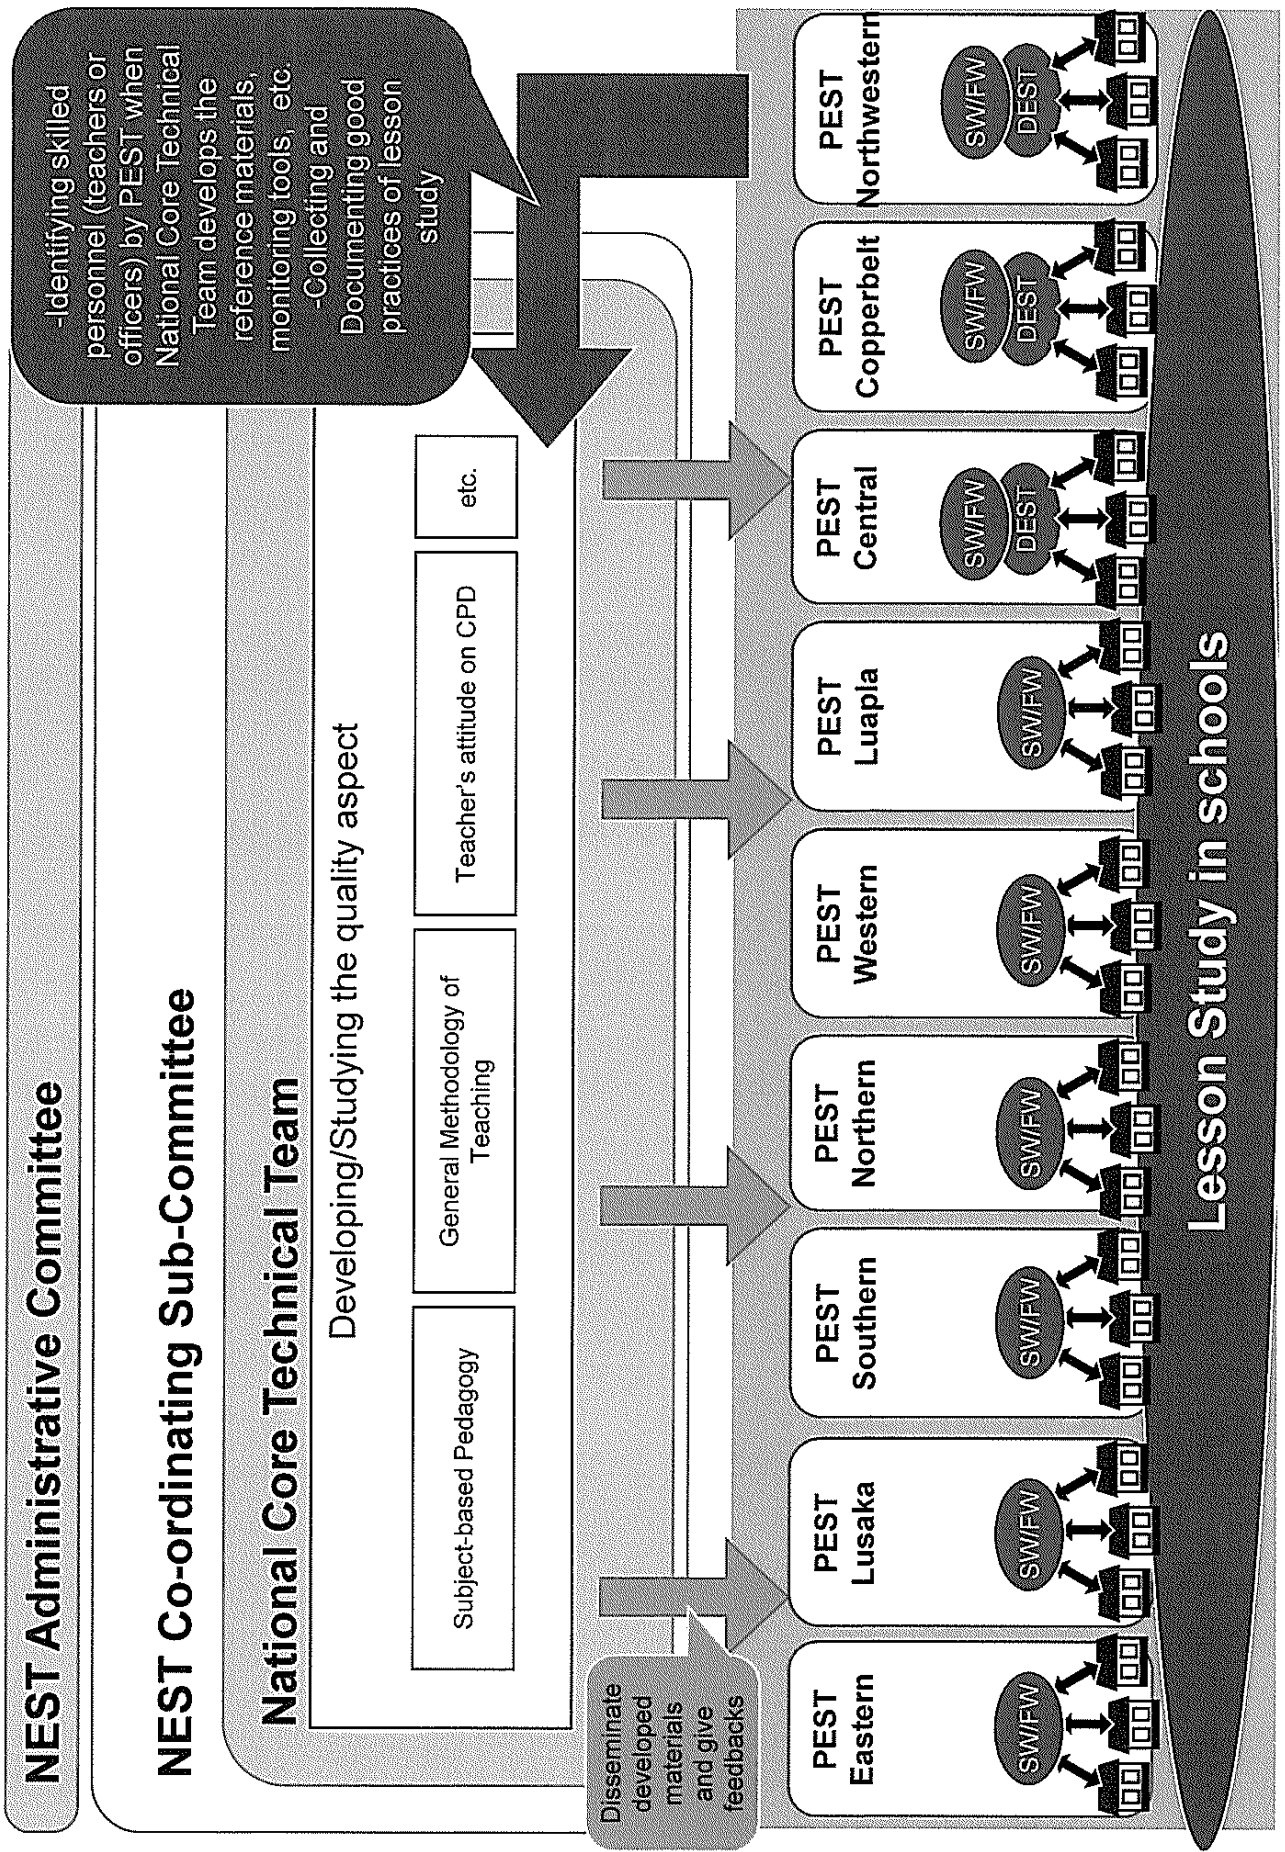 NEST Administrative Committee
NEST Co-ordinating Sub-Committee
National Core Technical Team
Developing/Studying the quality aspect
Subject-based Pedagogy
General Methodology of
Teaching
Teacher's attitude on CPD
etc.
-Identifying skilled
personnel (teachers or
officers) by PEST when
National Core Technical
Team develops the
reference materials,
monitoring tools, etc.
-Collecting and
Documenting good
practices of lesson
study
Disseminate
developed
materials
and give
feedbacks
PEST
Eastern
SW/FW
PEST
Lusaka
SW/FW
PEST
Southern
SW/FW
PEST
Northern
SW/FW
PEST
Western
SW/FW
PEST
Luapla
SW/FW
PEST
Central
SW/FW
DEST
PEST
Copperbelt
SW/FW
DEST
PEST
Northwestern
SW/FW
DEST
Lesson Study in schools